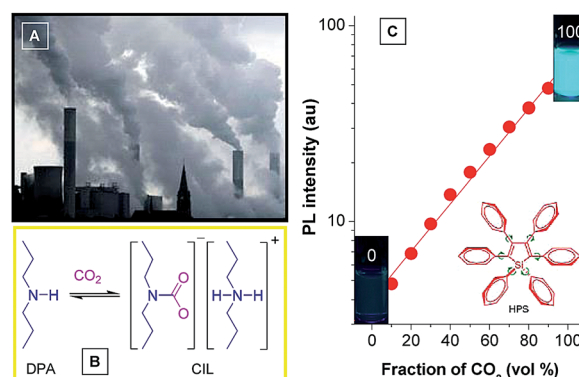 A
CO2
N-H
N
O
O
H-N-H
−
+
DPA
B
CIL
C
PL intensity (au)
100
10
0
100
Si
HPS
0
20
40
60
80
100
Fraction of CO2 (vol %)